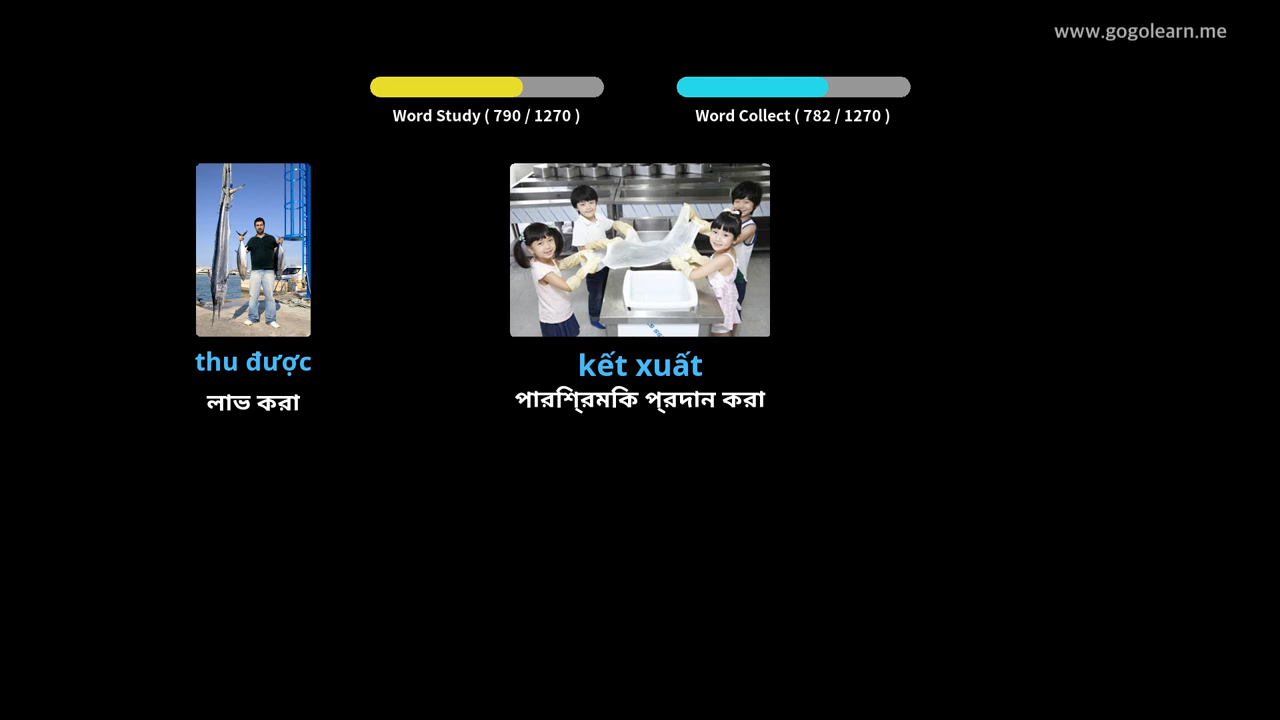 www.gogolearn.me
Word Study ( 790 / 1270 )
Word Collect ( 782 / 1270 )
thu được
kết xuất
লাভ করা
পারিশ্রমিক প্রদান করা